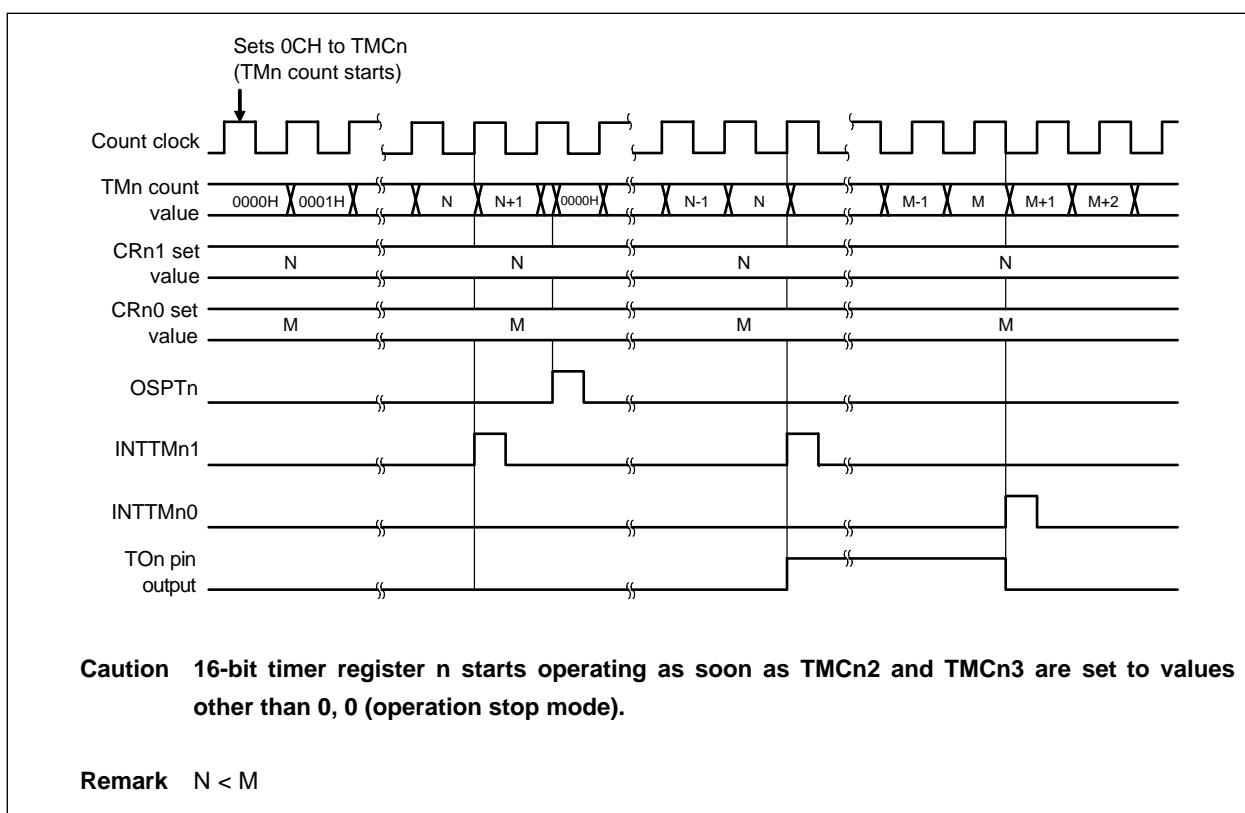 Sets 0CH to TMCn
(TMn count starts)
Count clock
TMn count
value
0000H 0001H N N+1 0000H N-1 N M-1 M M+1 M+2
CRn1 set
value
N N N N
CRn0 set
value
M M M M
OSPTn
INTTMn1
INTTMn0
TOn pin
output
Caution 16-bit timer register n starts operating as soon as TMCn2 and TMCn3 are set to values
other than 0, 0 (operation stop mode).
Remark N < M